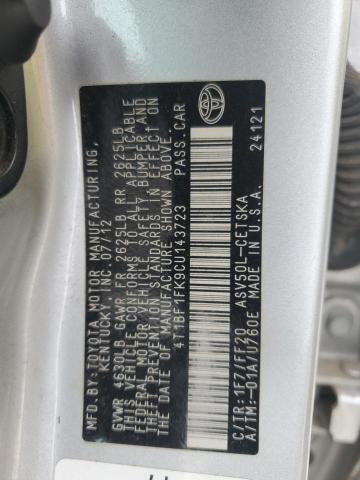 MFD.BY: TOYOTA MOTOR MANUFACTURING,
KENTUCKY, INC. 07/12
GVWR 4630LB GAWR FR 2625LB RR 2625LB
THIS VEHICLE CONFORMS TO ALL APPLICABLE
FEDERAL MOTOR VEHICLE SAFETY, BUMPER, AND
THEFT PREVENTION STANDARDS IN EFFECT ON
THE DATE OF MANUFACTURE SHOWN ABOVE.
4T1BF1FK9CU143723 PASS.CAR
C/TR:1F7/FF20 ASV50L-CETSKA
A/TM:-01A/U760E MADE IN U.S.A.
24121